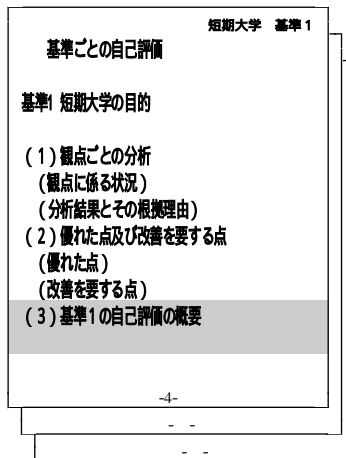 短期大学 基準1
基準ごとの自己評価
基準1 短期大学の目的
(1)観点ごとの分析
(観点に係る状況)
(分析結果とその根拠理由)
(2)優れた点及び改善を要する点
(優れた点)
(改善を要する点)
(3)基準1の自己評価の概要
-4-
- -
- -